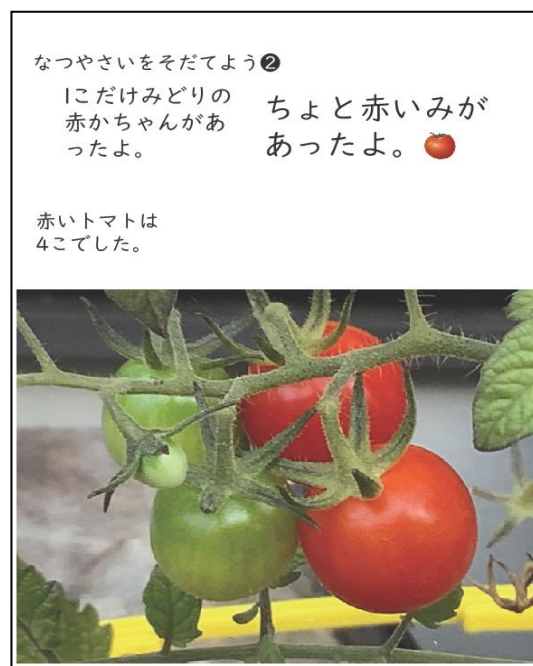 なつやさいをそだてよう❷
1こだけみどりの
赤かちゃんがあ
ったよ。
ちょと赤いみが
あったよ。🍅
赤いトマトは
4こでした。